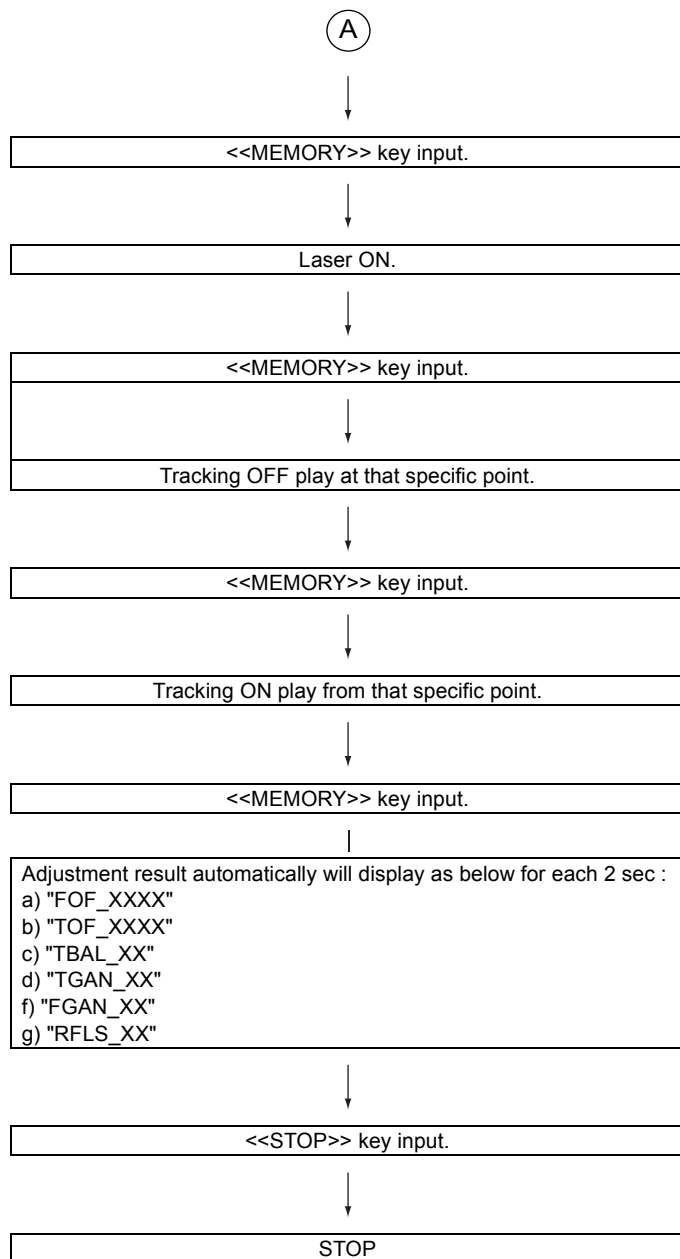 A
<<MEMORY>> key input.
Laser ON.
<<MEMORY>> key input.
Tracking OFF play at that specific point.
<<MEMORY>> key input.
Tracking ON play from that specific point.
<<MEMORY>> key input.
Adjustment result automatically will display as below for each 2 sec :
a) "FOF_XXXX"
b) "TOF_XXXX"
c) "TBAL_XX"
d) "TGAN_XX"
f) "FGAN_XX"
g) "RFLS_XX"
<<STOP>> key input.
STOP